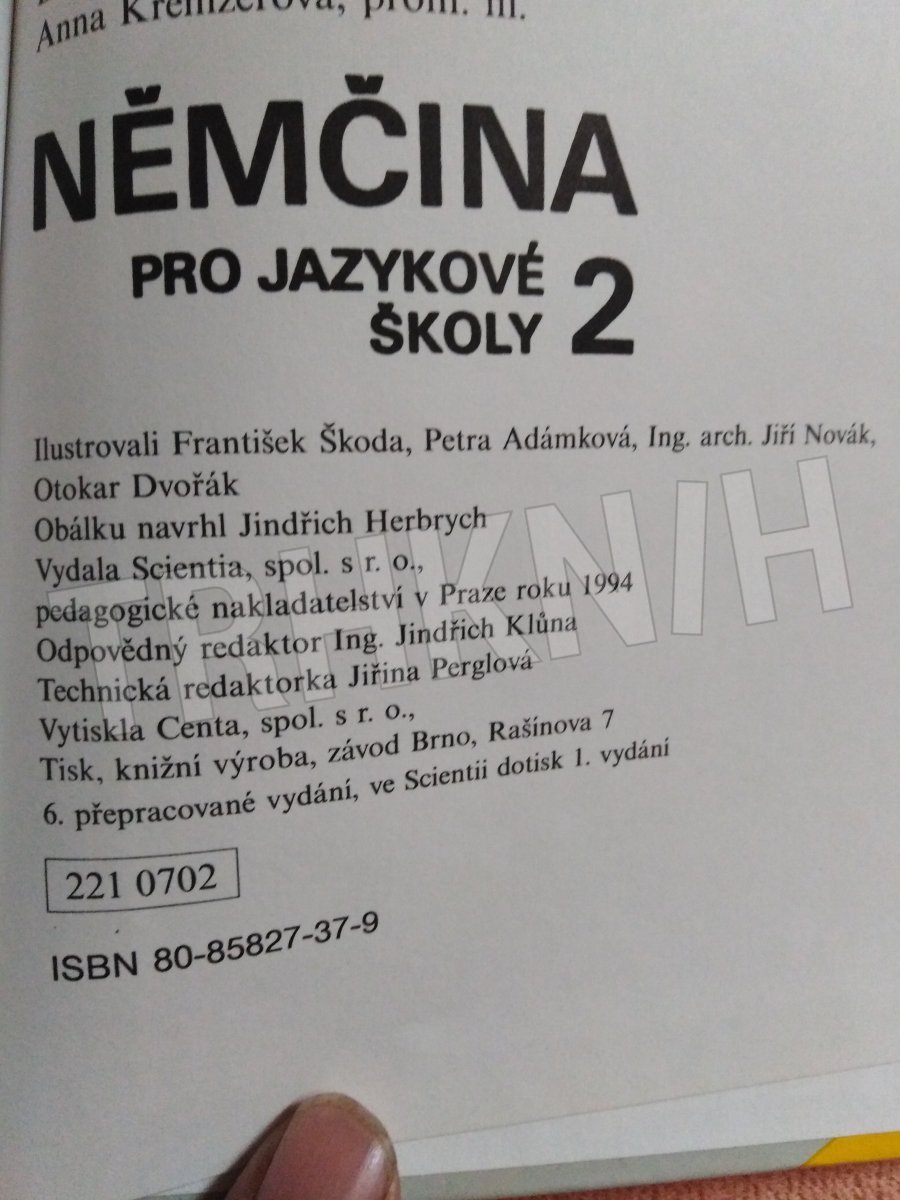 Anna Kremzerová, prom. fil.
NĚMČINA
PRO JAZYKOVÉ
ŠKOLY 2
Ilustrovali František Škoda, Petra Adámková, Ing. arch. Jiří Novák,
Otokar Dvořák
Obálku navrhl Jindřich Herbrych
Vydala Scientia, spol. s r. o.,
pedagogické nakladatelství v Praze roku 1994
Odpovědný redaktor Ing. Jindřich Klůna
Technická redaktorka Jiřina Perglová
Vytiskla Centa, spol. s r. o.,
Tisk, knižní výroba, závod Brno, Rašínova 7
6. přepracované vydání, ve Scientii dotisk 1. vydání
221 0702
ISBN 80-85827-37-9
TRHKNIH